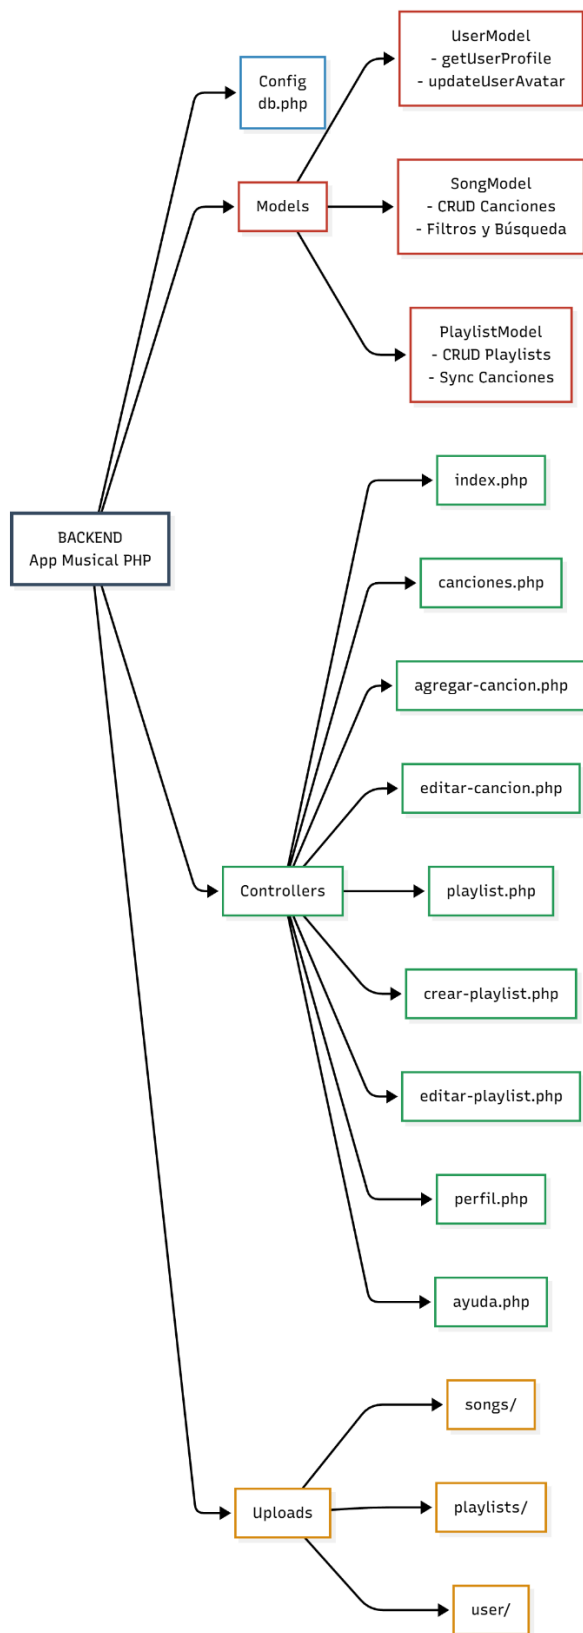 UserModel
- getUserProfile
- updateUserAvatar
Config
db.php
Models
SongModel
- CRUD Canciones
- Filtros y Búsqueda
PlaylistModel
- CRUD Playlists
- Sync Canciones
BACKEND
App Musical PHP
index.php
canciones.php
agregar-cancion.php
editar-cancion.php
Controllers
playlist.php
crear-playlist.php
editar-playlist.php
perfil.php
ayuda.php
songs/
Uploads
playlists/
user/